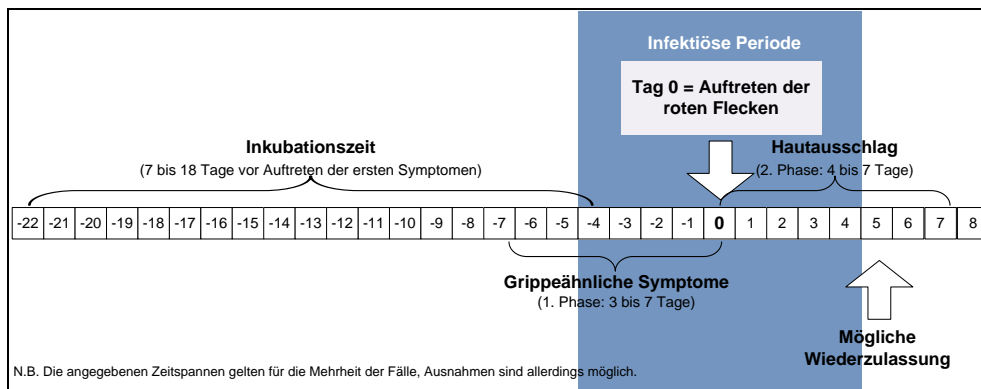 Infektiöse Periode
Tag 0 = Auftreten der
roten Flecken
Inkubationszeit
(7 bis 18 Tage vor Auftreten der ersten Symptomen)
Hautausschlag
(2. Phase: 4 bis 7 Tage)
-22 -21 -20 -19 -18 -17 -16 -15 -14 -13 -12 -11 -10 -9 -8 -7 -6 -5 -4 -3 -2 -1 0 1 2 3 4 5 6 7 8
Grippeähnliche Symptome
(1. Phase: 3 bis 7 Tage)
Mögliche
Wiederzulassung
N.B. Die angegebenen Zeitspannen gelten für die Mehrheit der Fälle, Ausnahmen sind allerdings möglich.